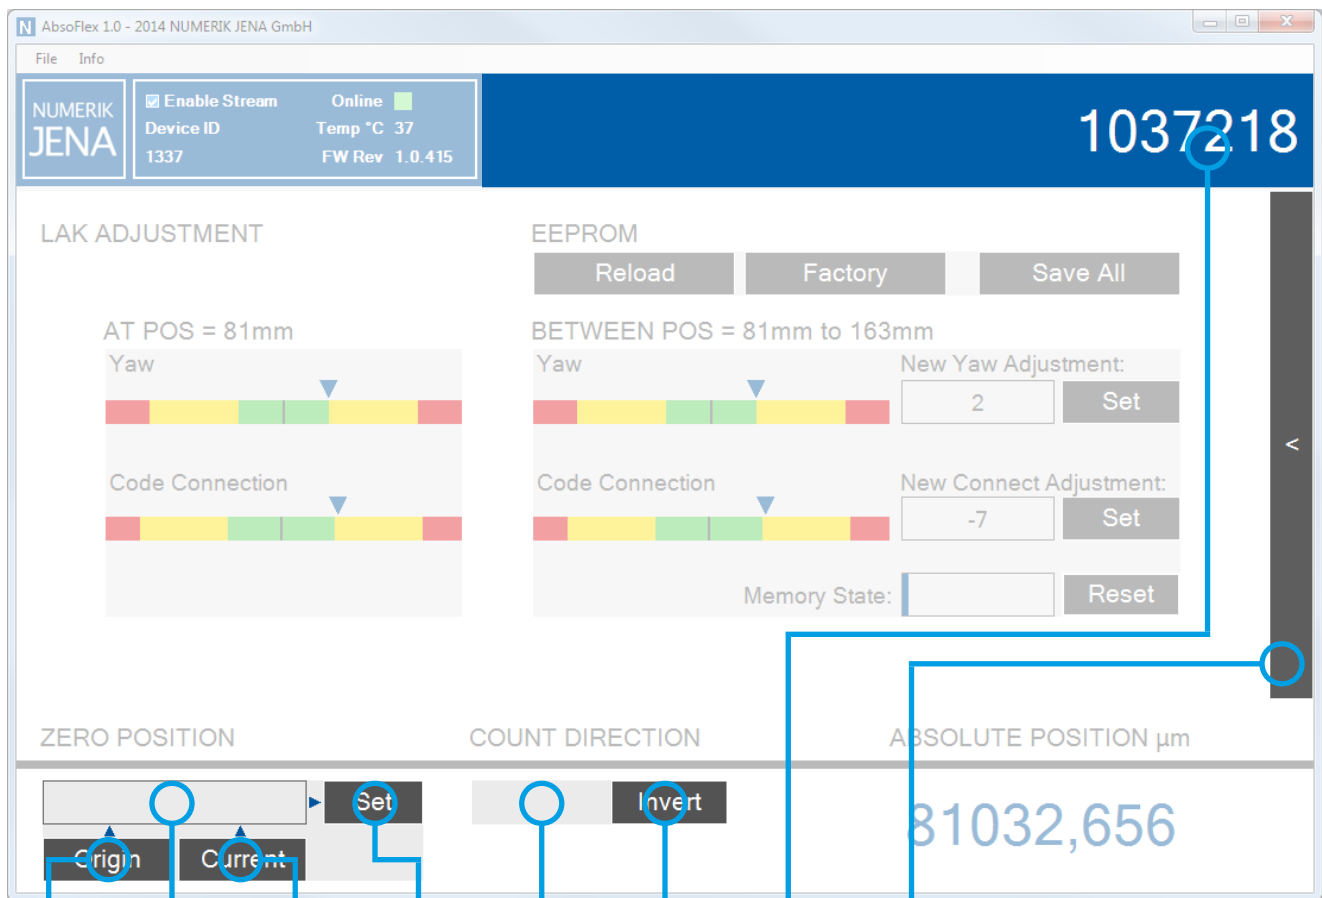 AbsoFlex 1.0 - 2014 NUMERIK JENA GmbH
File Info
NUMERIK
JENA
Enable Stream Online
Device ID Temp °C 37
1337 FW Rev 1.0.415
1037218
LAK ADJUSTMENT
EEPROM
Reload Factory Save All
AT POS = 81mm
BETWEEN POS = 81mm to 163mm
Yaw
Yaw
New Yaw Adjustment:
2 Set
Code Connection
Code Connection
New Connect Adjustment:
-7 Set
<
Memory State: Reset
ZERO POSITION
COUNT DIRECTION
ABSOLUTE POSITION µm
Set
Invert
81032,656
Origin Current